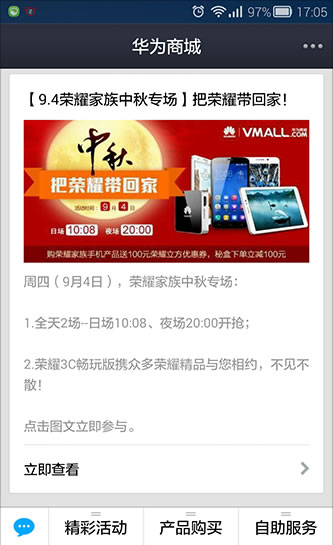 97% 17:05
华为商城
【 9.4荣耀家族中秋专场 】把荣耀带回家！
HUAWEI VMALL.COM
中秋
把荣耀带回家
活动时间：9月4日
日场 10:08 夜场 20:00
购荣耀家族手机产品送100元荣耀立方优惠券，秘盒下单立减100元
周四（9月4日），荣耀家族中秋专场：
1.全天2场--日场10:08、夜场20:00开抢；
2.荣耀3C畅玩版携众多荣耀精品与您相约，不见不
散！
点击图文立即参与。
立即查看
精彩活动 产品购买 自助服务